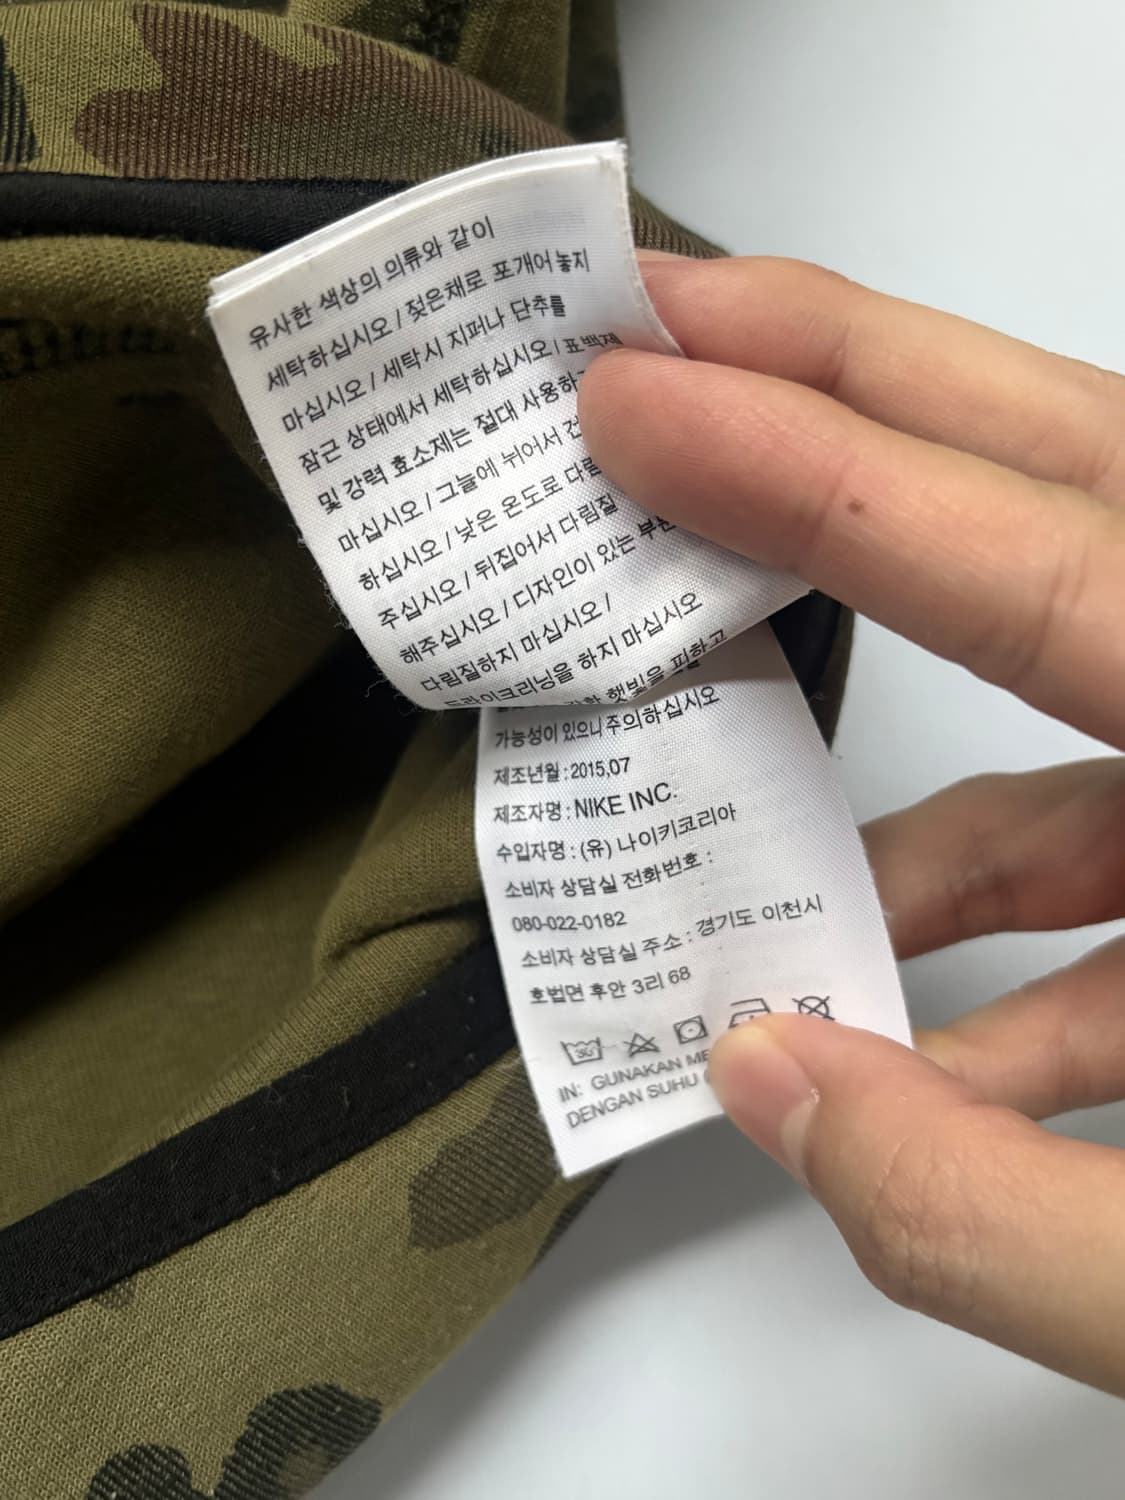 유사한 색상의 의류와 같이
세탁하십시오 / 젖은채로 포개어 놓지
마십시오 / 세탁시 지퍼나 단추를
잠근 상태에서 세탁하십시오 / 표백제
및 강력 효소제는 절대 사용하
마십시오 / 그늘에 뉘어서
하십시오 / 낮은 온도로
주십시오 / 뒤집어서 다림질
해주십시오 / 디자인이 있는
다림질하지 마십시오 /
드라이크리닝을 하지 마십시오
햇빛을 피하고
가능성이 있으니 주의하십시오
제조년월 : 2015.07
제조자명 : NIKE INC.
수입자명 : (유) 나이키코리아
소비자 상담실 전화번호 :
080-022-0182
소비자 상담실 주소 : 경기도 이천시
호법면 후안 3리 68
30
IN: GUNAKAN
DENGAN SUHU